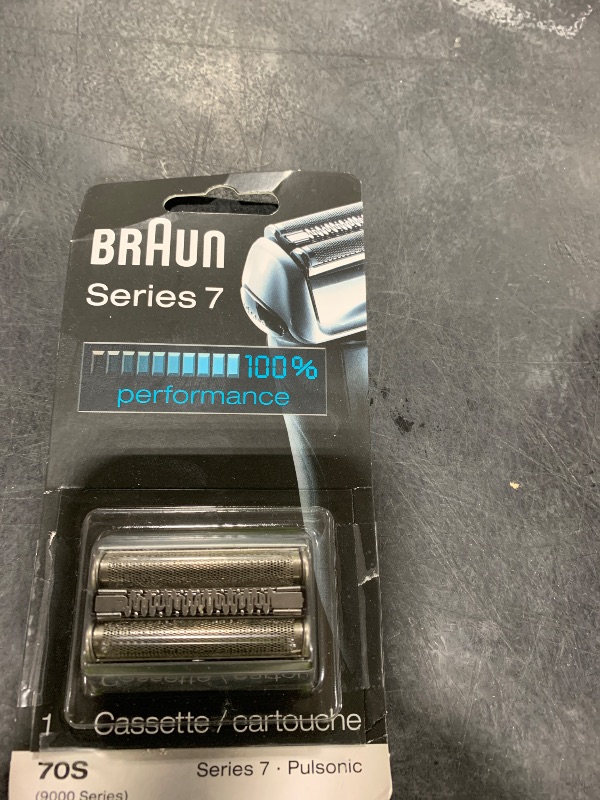 BRAUN
Series 7
100%
performance
1 Cassette / cartouche
70S Series 7 · Pulsonic
(9000 Series)